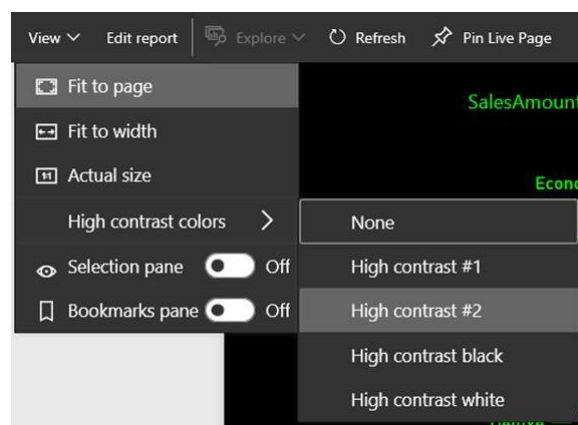 View Edit report Explore Refresh Pin Live Page
Fit to page
SalesAmount
Fit to width
Actual size
Econo
High contrast colors
None
Selection pane Off
High contrast #1
Bookmarks pane Off
High contrast #2
High contrast black
High contrast white